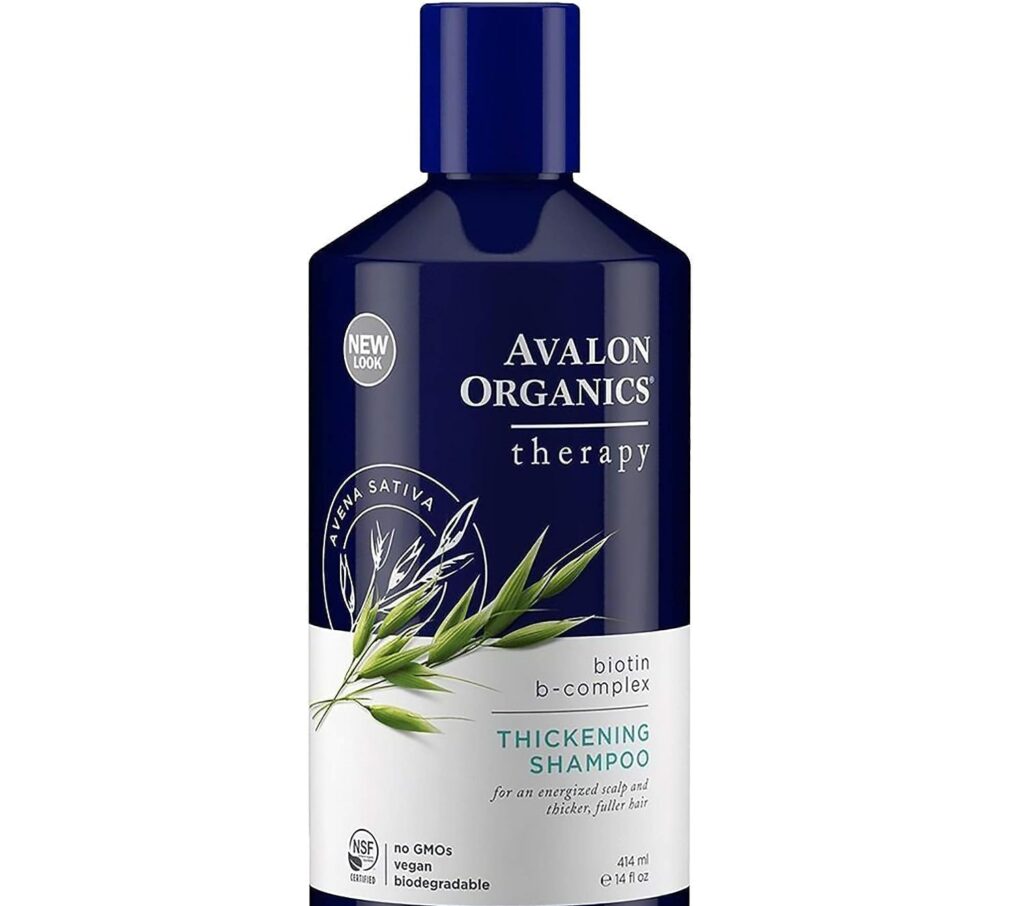 NEW
LOOK
AVALON
ORGANICS®
therapy
AVENA SATIVA
biotin
b-complex
THICKENING
SHAMPOO
for an energized scalp and
thicker, fuller hair
NSF
CERTIFIED
no GMOs
vegan
biodegradable
414 ml
℮ 14 fl oz